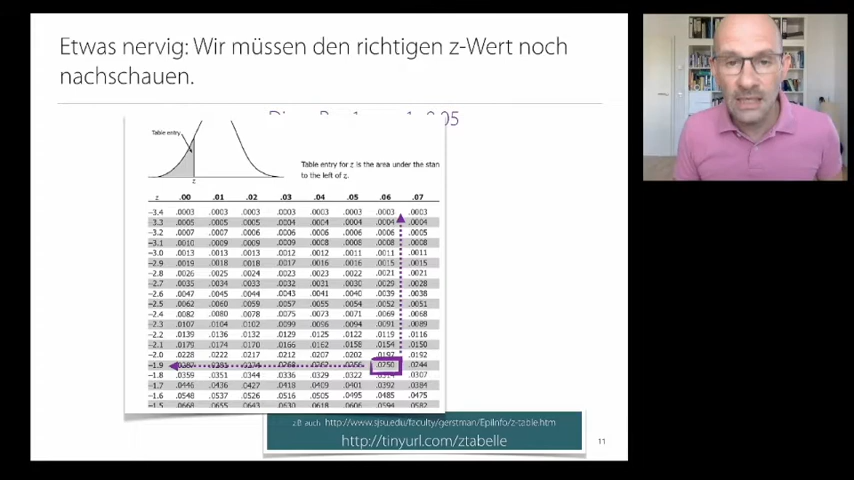 Etwas nervig: Wir müssen den richtigen z-Wert noch
nachschauen.
Table entry
z
Table entry for z is the area under the stan
to the left of z.
z .00 .01 .02 .03 .04 .05 .06 .07
-3.4 .0003 .0003 .0003 .0003 .0003 .0003 .0003 .0003
-3.3 .0005 .0005 .0005 .0004 .0004 .0004 .0004 .0004
-3.2 .0007 .0007 .0006 .0006 .0006 .0006 .0006 .0005
-3.1 .0010 .0009 .0009 .0009 .0008 .0008 .0008 .0008
-3.0 .0013 .0013 .0013 .0012 .0012 .0011 .0011 .0011
-2.9 .0019 .0018 .0018 .0017 .0016 .0016 .0015 .0015
-2.8 .0026 .0025 .0024 .0023 .0023 .0022 .0021 .0021
-2.7 .0035 .0034 .0033 .0032 .0031 .0030 .0029 .0028
-2.6 .0047 .0045 .0044 .0043 .0041 .0040 .0039 .0038
-2.5 .0062 .0060 .0059 .0057 .0055 .0054 .0052 .0051
-2.4 .0082 .0080 .0078 .0075 .0073 .0071 .0069 .0068
-2.3 .0107 .0104 .0102 .0099 .0096 .0094 .0091 .0089
-2.2 .0139 .0136 .0132 .0129 .0125 .0122 .0119 .0116
-2.1 .0179 .0174 .0170 .0166 .0162 .0158 .0154 .0150
-2.0 .0228 .0222 .0217 .0212 .0207 .0202 .0197 .0192
-1.9 .0250 .0244
-1.8 .0359 .0351 .0344 .0336 .0329 .0322 .0307
-1.7 .0446 .0436 .0427 .0418 .0409 .0401 .0392 .0384
-1.6 .0548 .0537 .0526 .0516 .0505 .0495 .0485 .0475
-1.5 .0668 .0655 .0643 .0630 .0618 .0606 .0594 .0582
zB auch http://www.sjsu.edu/faculty/gerstman/EpiInfo/z-table.htm
http://tinyurl.com/ztabelle
11